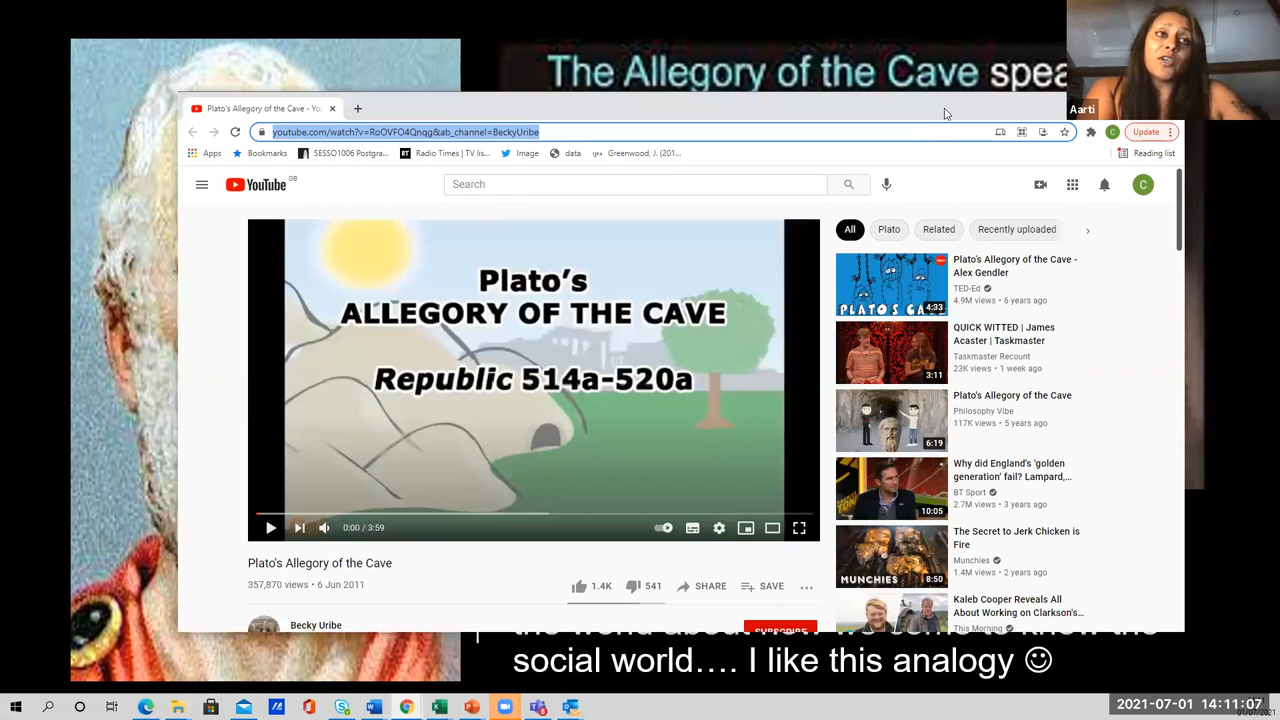 The Allegory of the Cave spea
Aarti
Plato's Allegory of the Cave - Yo
youtube.com/watch?v=RoOVFO4Qnqg&ab_channel=BeckyUribe
Update
Apps
Bookmarks
SESSO1006 Postgra...
Radio Times | TV lis...
Image
data
Greenwood, J. (201...
Reading list
YouTube GB
Search
C
Plato's
ALLEGORY OF THE CAVE
Republic 514a-520a
0:00 / 3:59
Plato's Allegory of the Cave
357,870 views • 6 Jun 2011
1.4K
541
SHARE
SAVE
Becky Uribe
SUBSCRIBE
All
Plato
Related
Recently uploaded
4:33
Plato's Allegory of the Cave -
Alex Gendler
TED-Ed
4.9M views • 6 years ago
3:11
QUICK WITTED | James
Acaster | Taskmaster
Taskmaster Recount
23K views • 1 week ago
6:19
Plato's Allegory of the Cave
Philosophy Vibe
117K views • 5 years ago
10:05
Why did England's 'golden
generation' fail? Lampard,...
BT Sport
2.7M views • 3 years ago
MUNCHIES
8:50
The Secret to Jerk Chicken is
Fire
Munchies
1.4M views • 2 years ago
Kaleb Cooper Reveals All
About Working on Clarkson's...
This Morning
social world…. I like this analogy ☺
2021-07-01 14:11:07